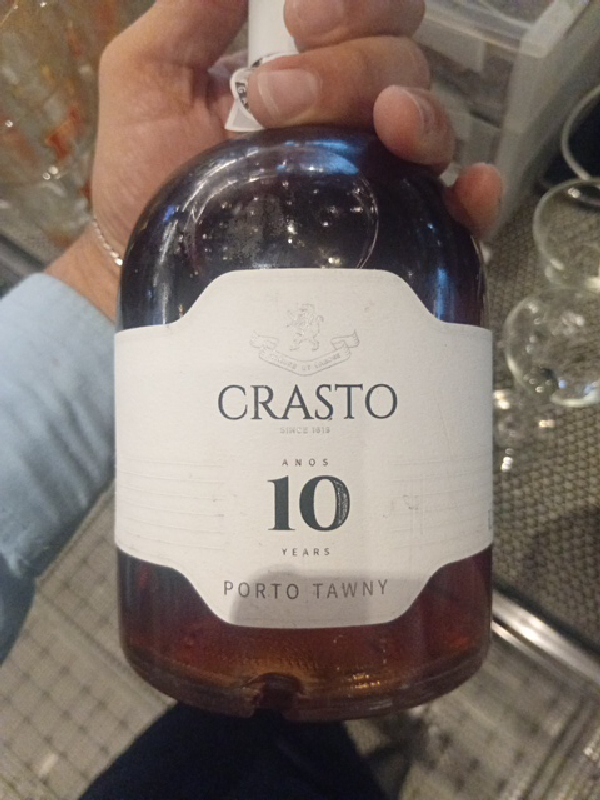 CRASTO
SINCE 1615
ANOS
10
YEARS
PORTO TAWNY